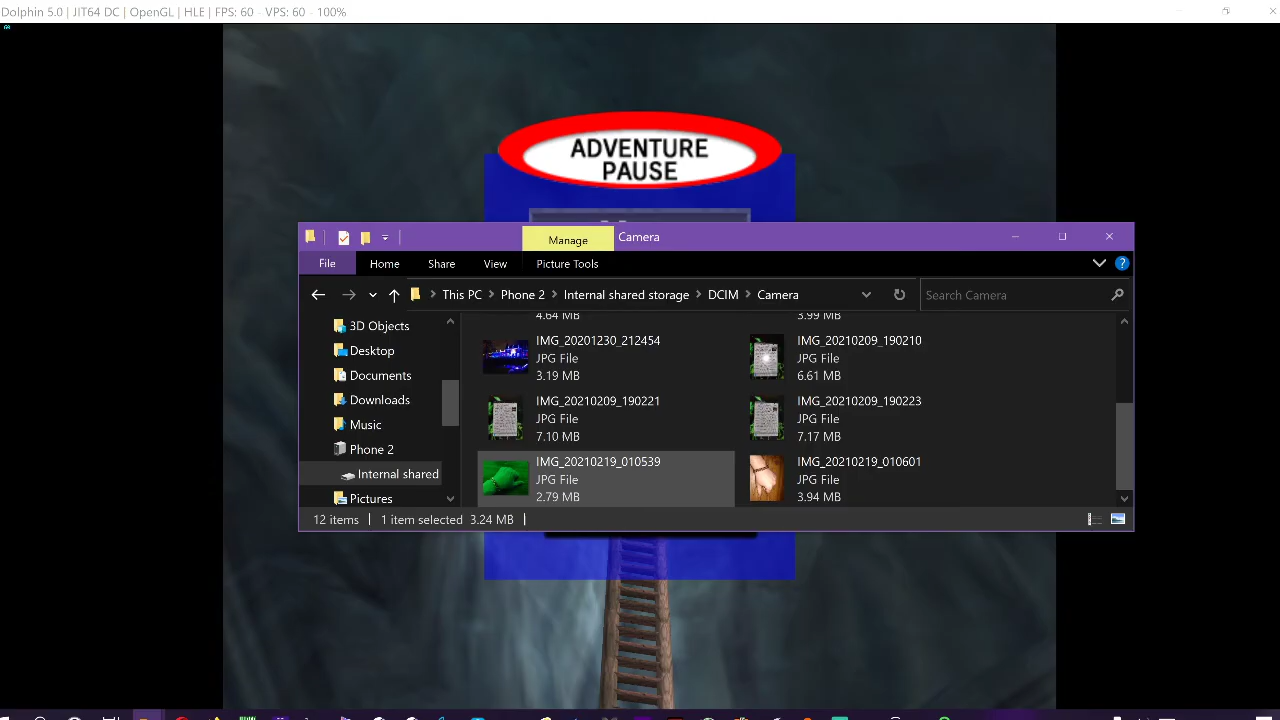 Dolphin 5.0 | JIT64 DC | OpenGL | HLE | FPS: 60 - VPS: 60 - 100%
ADVENTURE
PAUSE
Manage
Camera
File
Home
Share
View
Picture Tools
This PC
Phone 2
Internal shared storage
DCIM
Camera
Search Camera
3D Objects
Desktop
Documents
Downloads
Music
Phone 2
Internal shared
Pictures
4.64 MB
3.99 MB
IMG_20201230_212454
JPG File
3.19 MB
IMG_20210209_190210
JPG File
6.61 MB
IMG_20210209_190221
JPG File
7.10 MB
IMG_20210209_190223
JPG File
7.17 MB
IMG_20210219_010539
JPG File
2.79 MB
IMG_20210219_010601
JPG File
3.94 MB
12 items | 1 item selected 3.24 MB |